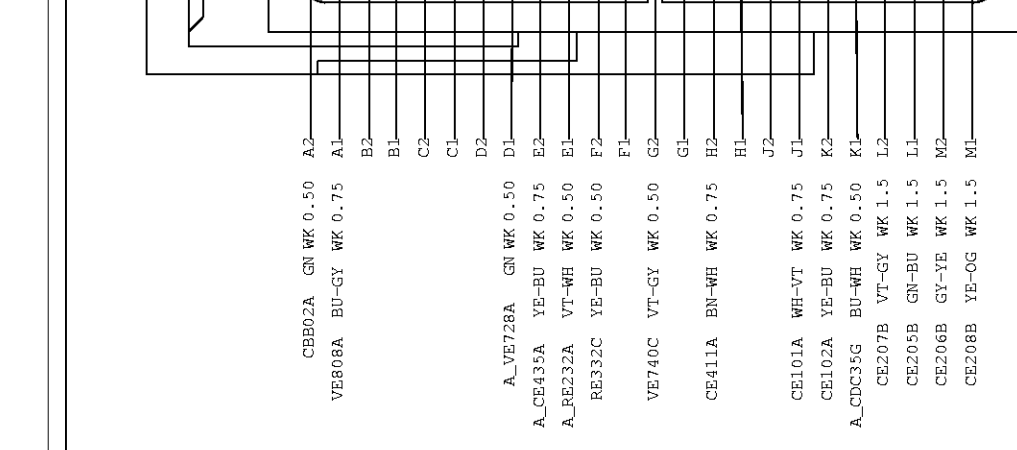 A2 CBB02A GN WK 0.50
A1 VE808A BU-GY WK 0.75
B2
B1
C2
C1
D2
D1 A_VE728A GN WK 0.50
E2 A_CE435A YE-BU WK 0.75
E1 A_RE232A VT-WH WK 0.50
F2 RE332C YE-BU WK 0.50
F1
G2 VE740C VT-GY WK 0.50
G1
H2 CE411A BN-WH WK 0.75
H1
J2
J1 CE101A WH-VT WK 0.75
K2 CE102A YE-BU WK 0.75
K1 A_CDC35G BU-WH WK 0.50
L2 CE207B VT-GY WK 1.5
L1 CE205B GN-BU WK 1.5
M2 CE206B GY-YE WK 1.5
M1 CE208B YE-OG WK 1.5